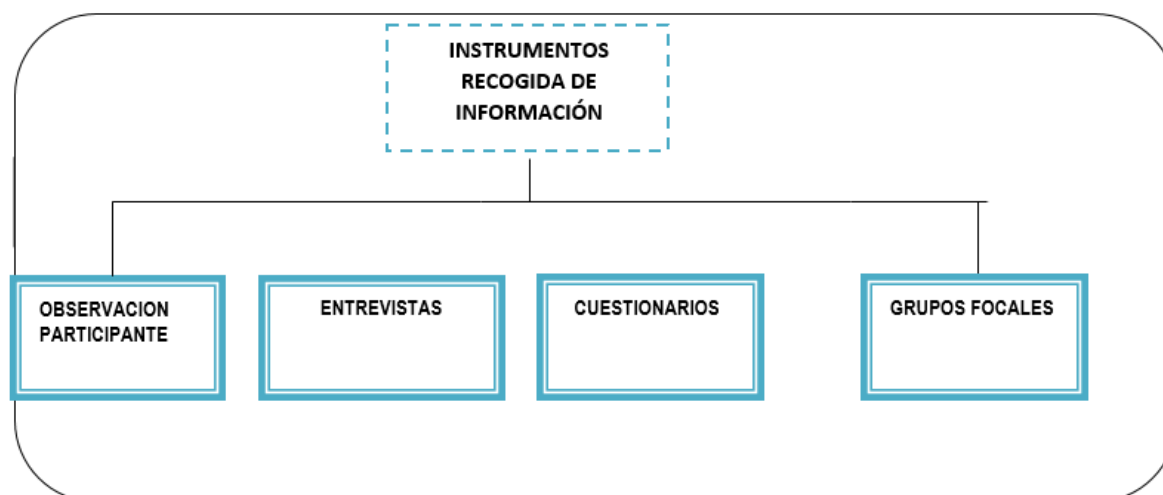 INSTRUMENTOS
RECOGIDA DE
INFORMACIÓN
OBSERVACION
PARTICIPANTE
ENTREVISTAS
CUESTIONARIOS
GRUPOS FOCALES